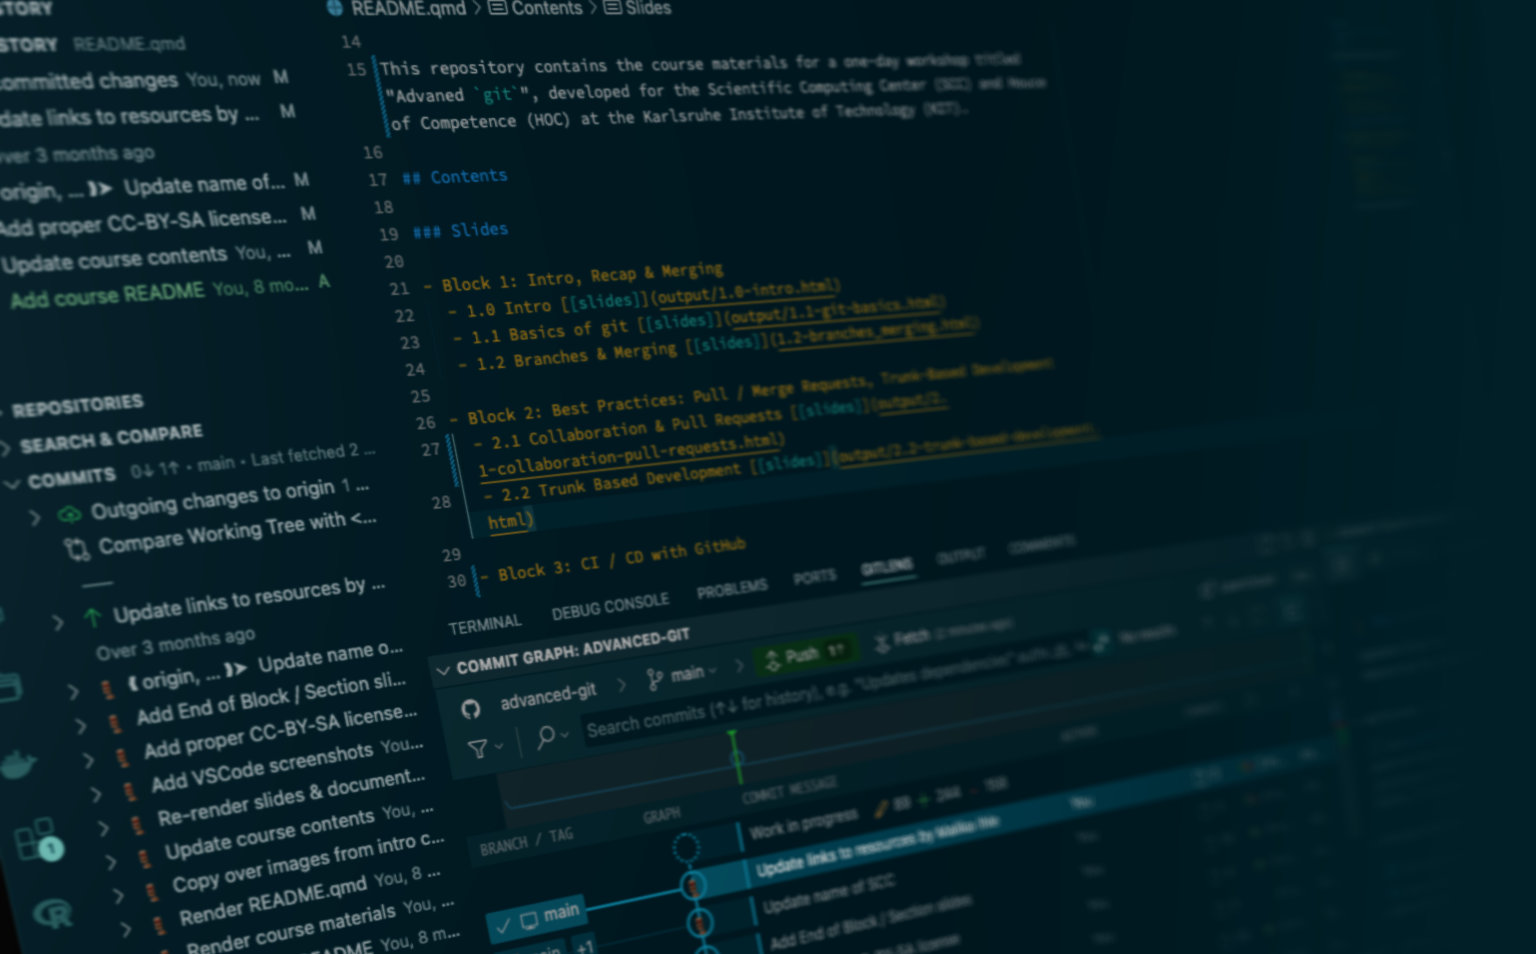 STORY
STORY README.qmd
ommitted changes You, now M
date links to resources by ... M
ver 3 months ago
origin, ... Update name of... M
Add proper CC-BY-SA license... M
Update course contents You, ... M
Add course README You, 8 mo... A
REPOSITORIES
SEARCH & COMPARE
COMMITS 0↓ 1↑ • main • Last fetched 2 ...
Outgoing changes to origin 1 ...
Compare Working Tree with <...
Update links to resources by ...
Over 3 months ago
origin, ... Update name o...
Add End of Block / Section sli...
Add proper CC-BY-SA license...
Add VSCode screenshots You...
Re-render slides & document...
Update course contents You, ...
Copy over images from intro c...
Render README.qmd You, 8 ...
Render course materials You, ...
README You, 8 m...
1
README.qmd > Contents > Slides
14
15 This repository contains the course materials for a one-day workshop titled
"Advaned `git`", developed for the Scientific Computing Center (SCC) and House
of Competence (HOC) at the Karlsruhe Institute of Technology (KIT).
16
17 ## Contents
18
19 ### Slides
20
21 - Block 1: Intro, Recap & Merging
22 - 1.0 Intro [[slides]](output/1.0-intro.html)
23 - 1.1 Basics of git [[slides]](output/1.1-git-basics.html)
24 - 1.2 Branches & Merging [[slides]](1.2-branches_merging.html)
25
26 - Block 2: Best Practices: Pull / Merge Requests, Trunk-Based Development
27 - 2.1 Collaboration & Pull Requests [[slides]](output/2.
1-collaboration-pull-requests.html)
28 - 2.2 Trunk Based Development [[slides]](output/2.2-trunk-based-development.
html)
29
30 - Block 3: CI / CD with GitHub
TERMINAL DEBUG CONSOLE PROBLEMS PORTS GITLENS OUTPUT COMMENTS
COMMIT GRAPH: ADVANCED-GIT
advanced-git > main > Push 1↑ Fetch
Search commits (↑↓ for history), e.g. "Updates dependencies" No results
BRANCH / TAG GRAPH COMMIT MESSAGE
Work in progress
main Update links to resources by
+1 Update name of SCC
Add End of Block / Section slides